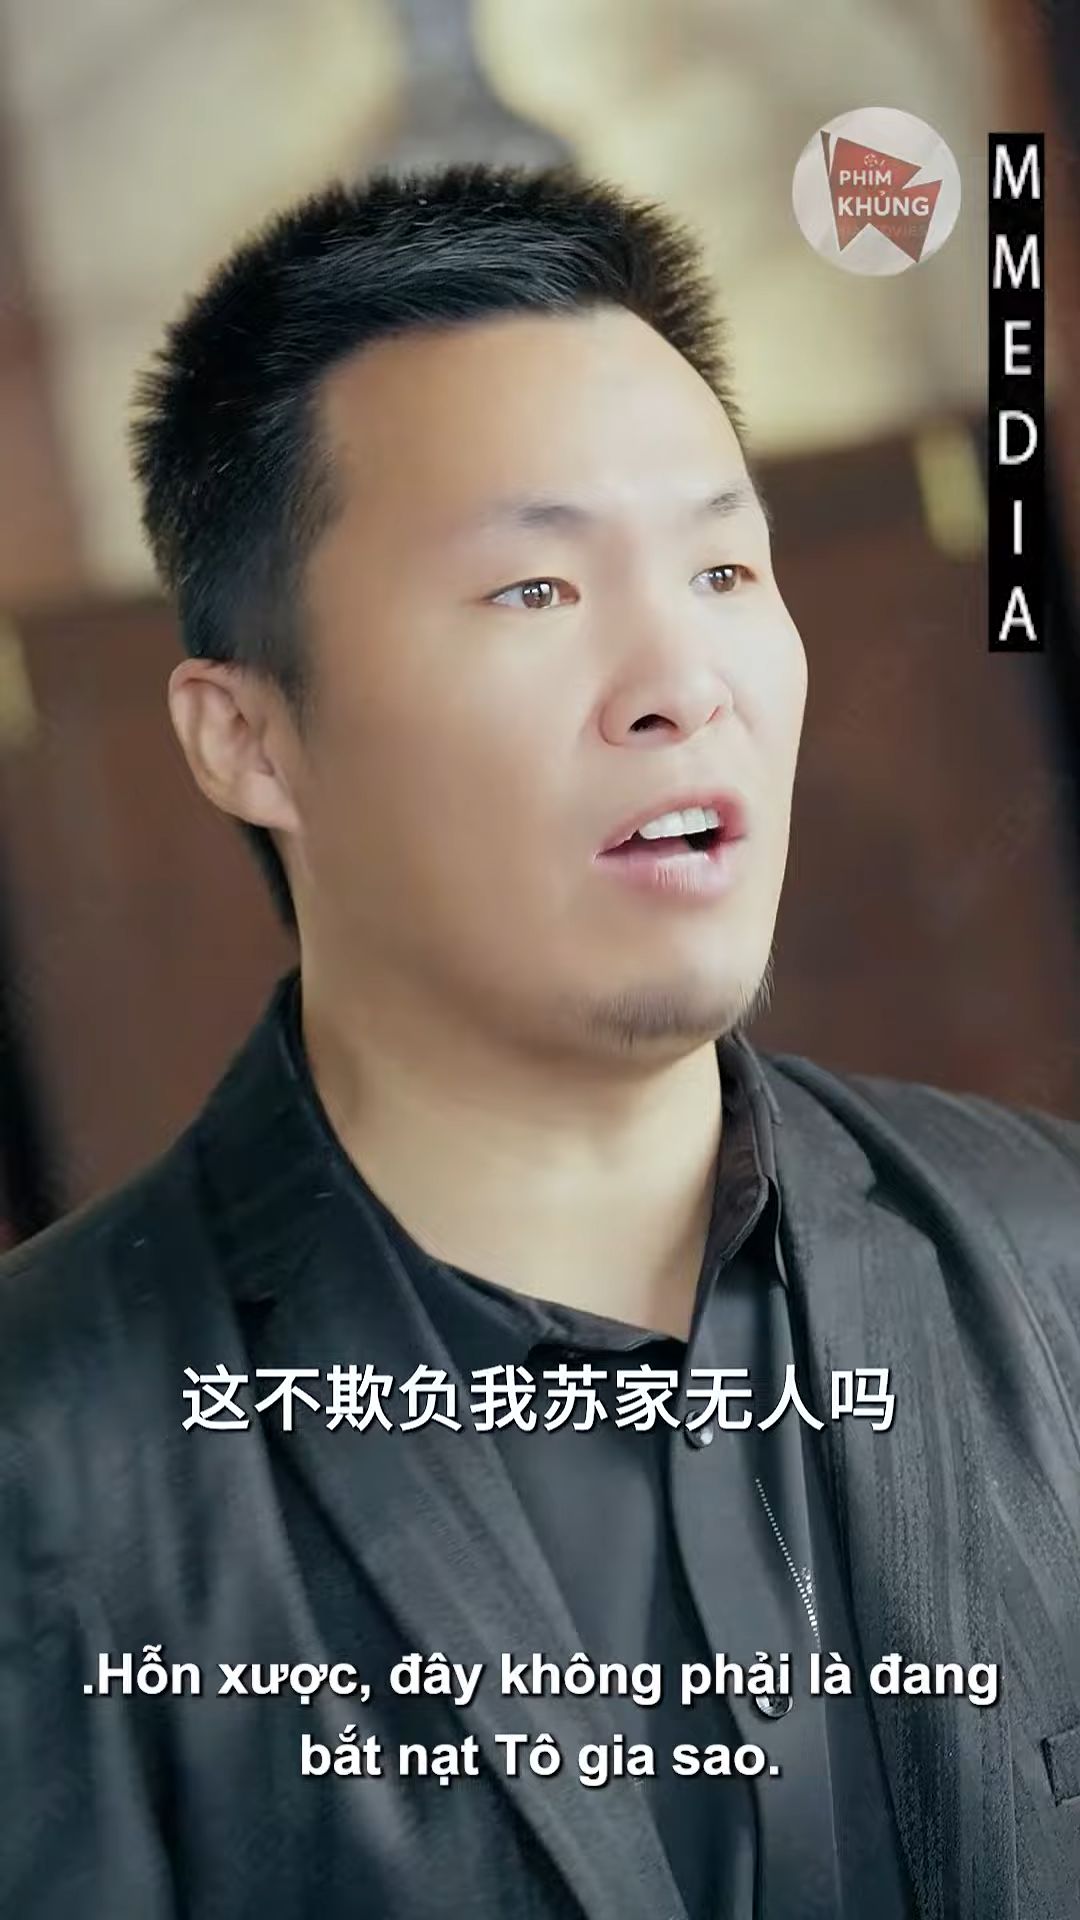 PHIM
KHỦNG
MMEDIA
这不欺负我苏家无人吗
.Hỗn xược, đây không phải là đang
bắt nạt Tô gia sao.